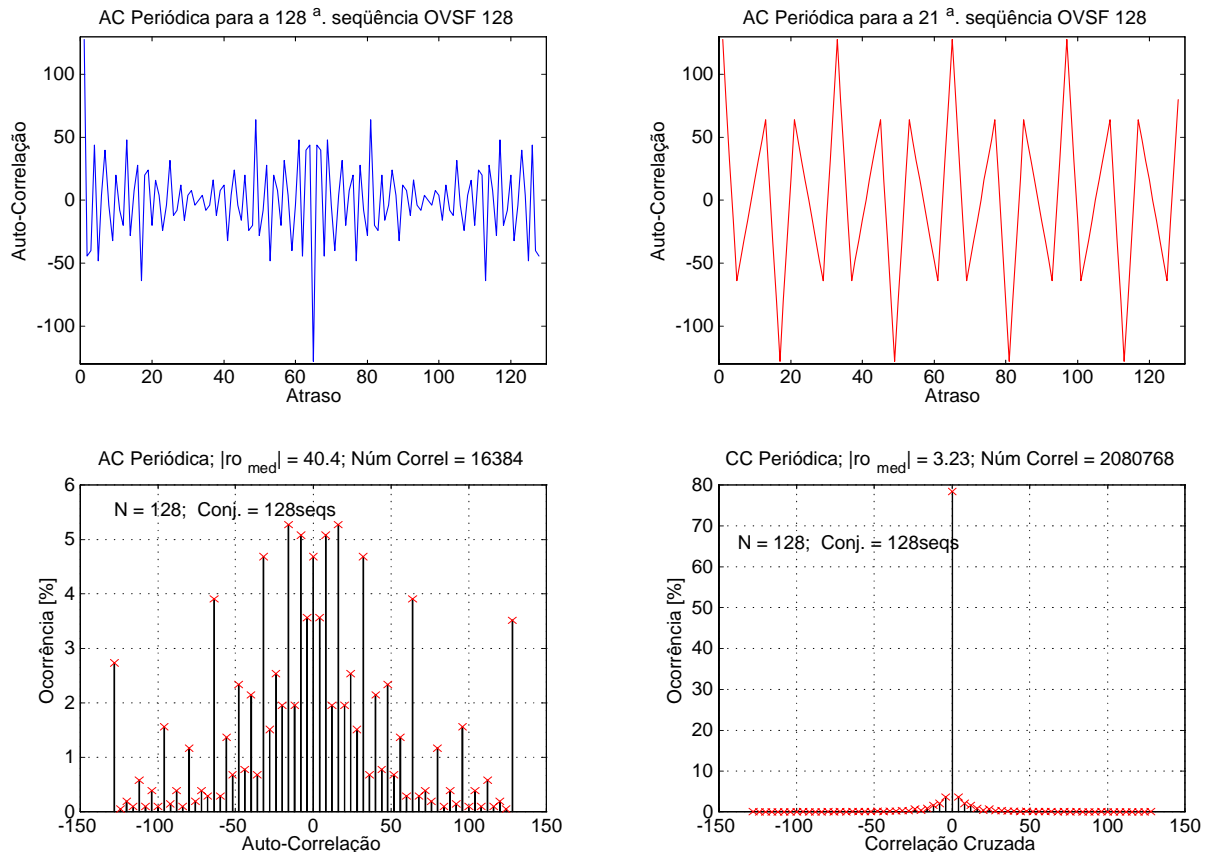 AC Periódica para a 128 ª. seqüência OVSF 128
100
50
0
-50
-100
Auto-Correlação
0 20 40 60 80 100 120
Atraso
AC Periódica para a 21 ª. seqüência OVSF 128
100
50
0
-50
-100
Auto-Correlação
0 20 40 60 80 100 120
Atraso
AC Periódica; |ro med| = 40.4; Núm Correl = 16384
N = 128; Conj. = 128seqs
6
5
4
3
2
1
0
Ocorrência [%]
-150 -100 -50 0 50 100 150
Auto-Correlação
CC Periódica; |ro med| = 3.23; Núm Correl = 2080768
N = 128; Conj. = 128seqs
80
70
60
50
40
30
20
10
0
Ocorrência [%]
-150 -100 -50 0 50 100 150
Correlação Cruzada